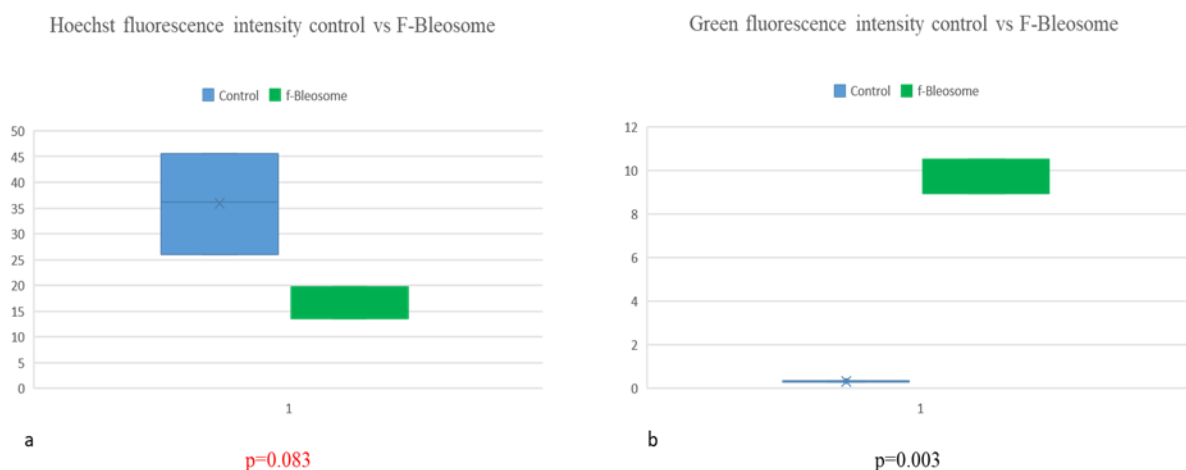 Hoechst fluorescence intensity control vs F-Bleosome
Control f-Bleosome
50
45
40
35
30
25
20
15
10
5
0
1
a
p=0.083
Green fluorescence intensity control vs F-Bleosome
Control f-Bleosome
12
10
8
6
4
2
0
1
b
p=0.003